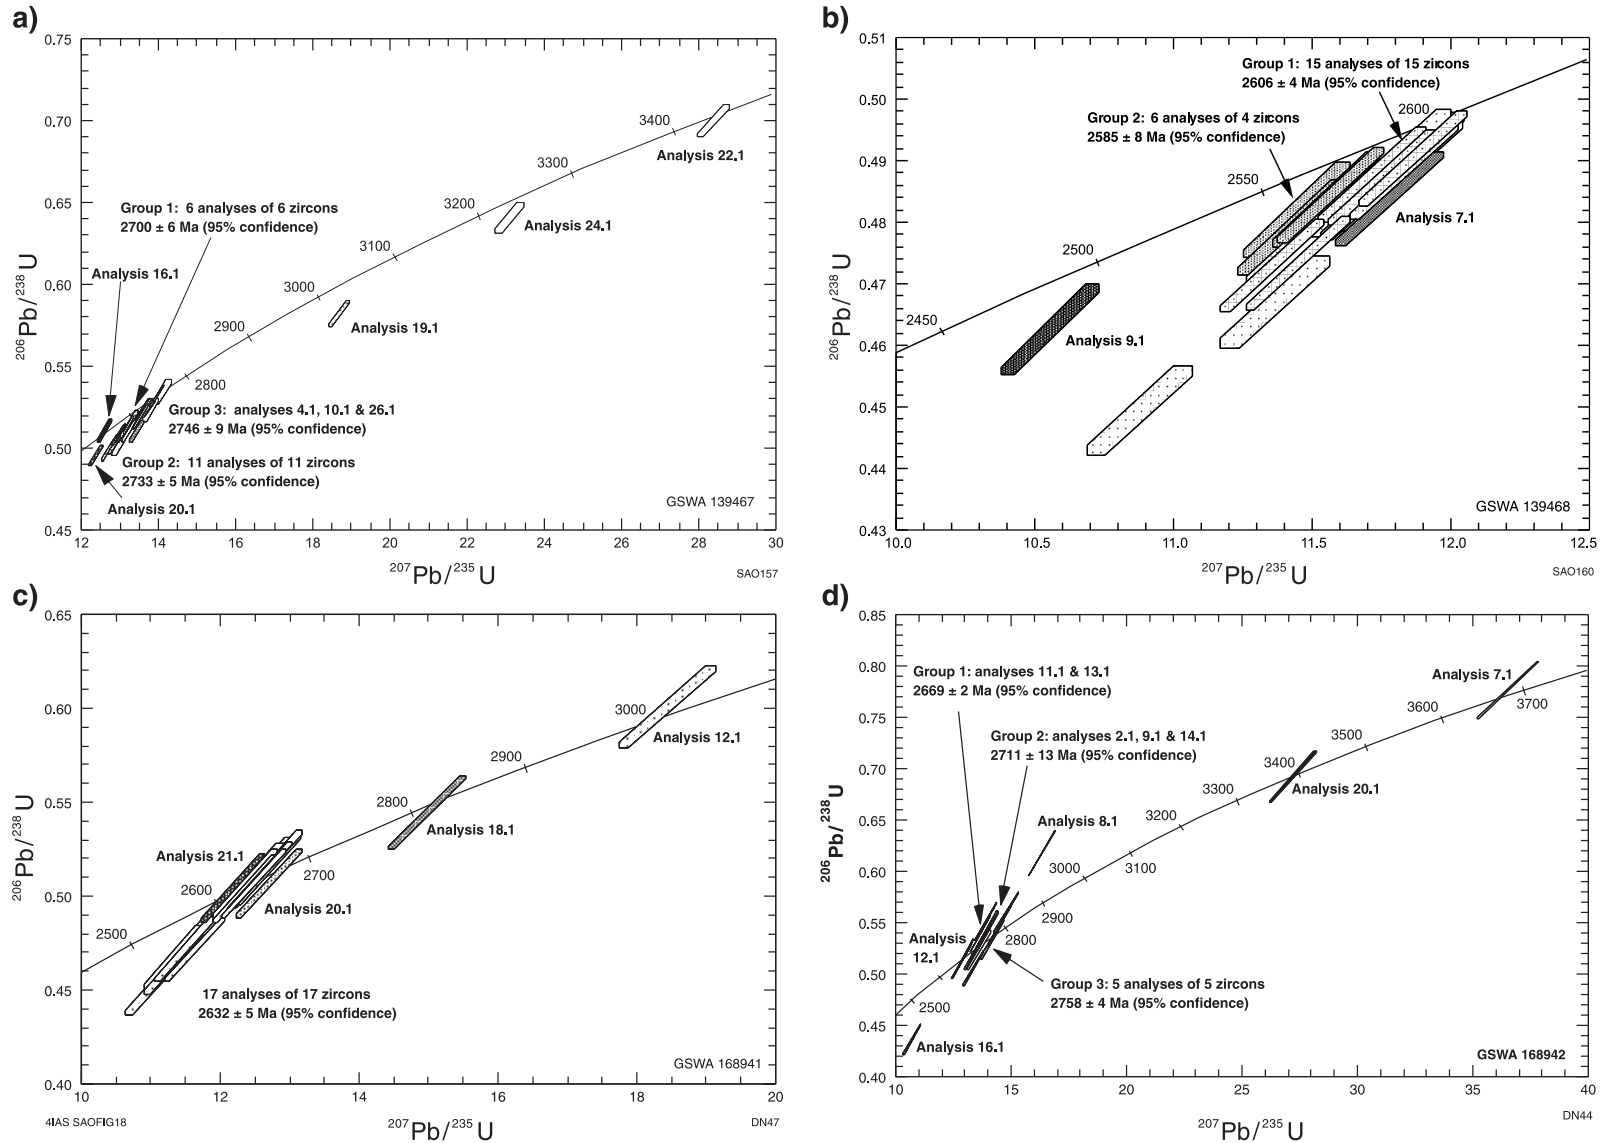 a)
0.75
0.70
0.65
0.60
0.55
0.50
0.45
206Pb/238U
3400
Analysis 22.1
3300
3200
Analysis 24.1
3100
3000
Analysis 19.1
2900
2800
Group 1: 6 analyses of 6 zircons
2700 ± 6 Ma (95% confidence)
Analysis 16.1
Group 3: analyses 4.1, 10.1 & 26.1
2746 ± 9 Ma (95% confidence)
Group 2: 11 analyses of 11 zircons
2733 ± 5 Ma (95% confidence)
Analysis 20.1
GSWA 139467
12 14 16 18 20 22 24 26 28 30
207Pb/235U
SAO157
b)
0.51
0.50
0.49
0.48
0.47
0.46
0.45
0.44
0.43
206Pb/238U
Group 1: 15 analyses of 15 zircons
2606 ± 4 Ma (95% confidence)
2600
Group 2: 6 analyses of 4 zircons
2585 ± 8 Ma (95% confidence)
2550
Analysis 7.1
2500
2450
Analysis 9.1
GSWA 139468
10.0 10.5 11.0 11.5 12.0 12.5
207Pb/235U
SAO160
c)
0.65
0.60
0.55
0.50
0.45
0.40
206Pb/238U
3000
Analysis 12.1
2900
2800
Analysis 18.1
Analysis 21.1
2700
2600
Analysis 20.1
2500
17 analyses of 17 zircons
2632 ± 5 Ma (95% confidence)
GSWA 168941
10 12 14 16 18 20
4IAS SAOFIG18
207Pb/235U
DN47
d)
0.85
0.80
0.75
0.70
0.65
0.60
0.55
0.50
0.45
0.40
206Pb/238U
Group 1: analyses 11.1 & 13.1
2669 ± 2 Ma (95% confidence)
Analysis 7.1
3700
3600
Group 2: analyses 2.1, 9.1 & 14.1
2711 ± 13 Ma (95% confidence)
3500
3400
Analysis 20.1
3300
3200
Analysis 8.1
3100
3000
2900
2800
Analysis
12.1
Group 3: 5 analyses of 5 zircons
2758 ± 4 Ma (95% confidence)
2500
Analysis 16.1
GSWA 168942
10 15 20 25 30 35 40
207Pb/235U
DN44